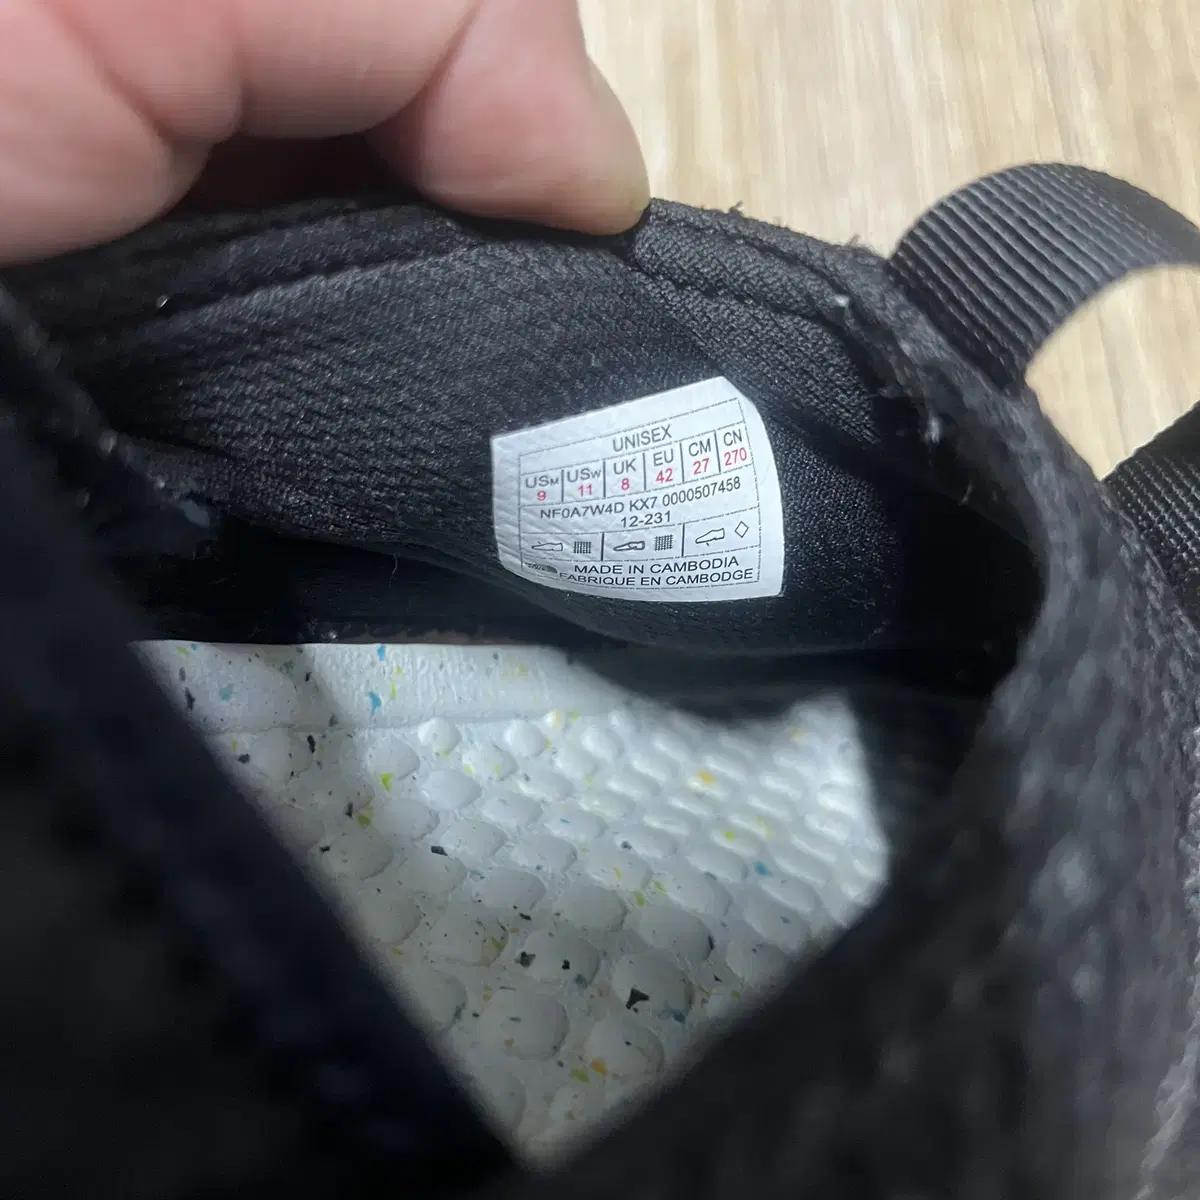 UNISEX
USM USW UK EU CM CN
9 11 8 42 27 270
NF0A7W4D KX7 0000507458
12-231
MADE IN CAMBODIA
FABRIQUE EN CAMBODGE